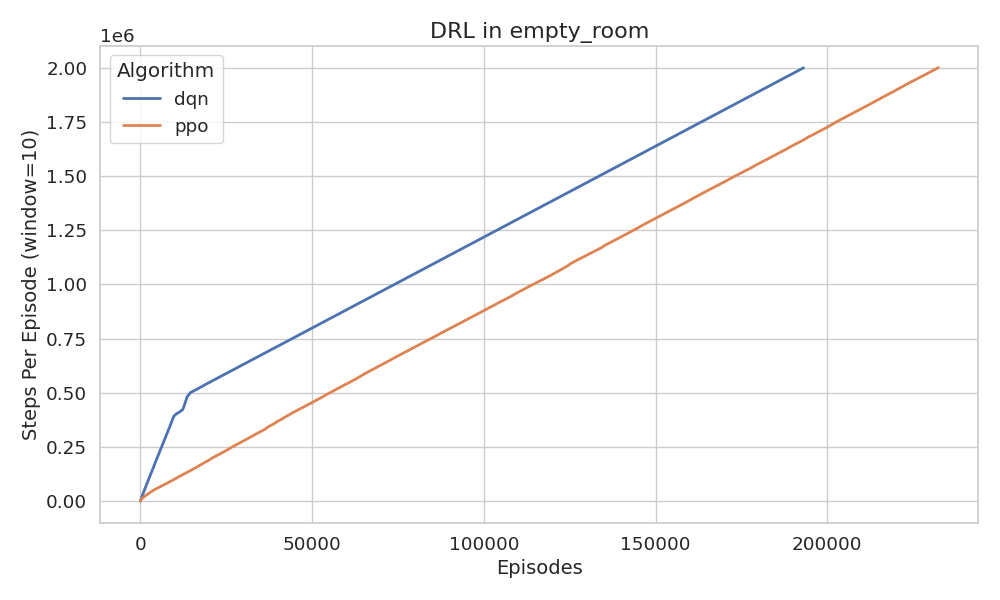 DRL in empty_room
1e6
Algorithm
dqn
ppo
Steps Per Episode (window=10)
2.00
1.75
1.50
1.25
1.00
0.75
0.50
0.25
0.00
0
50000
100000
150000
200000
Episodes